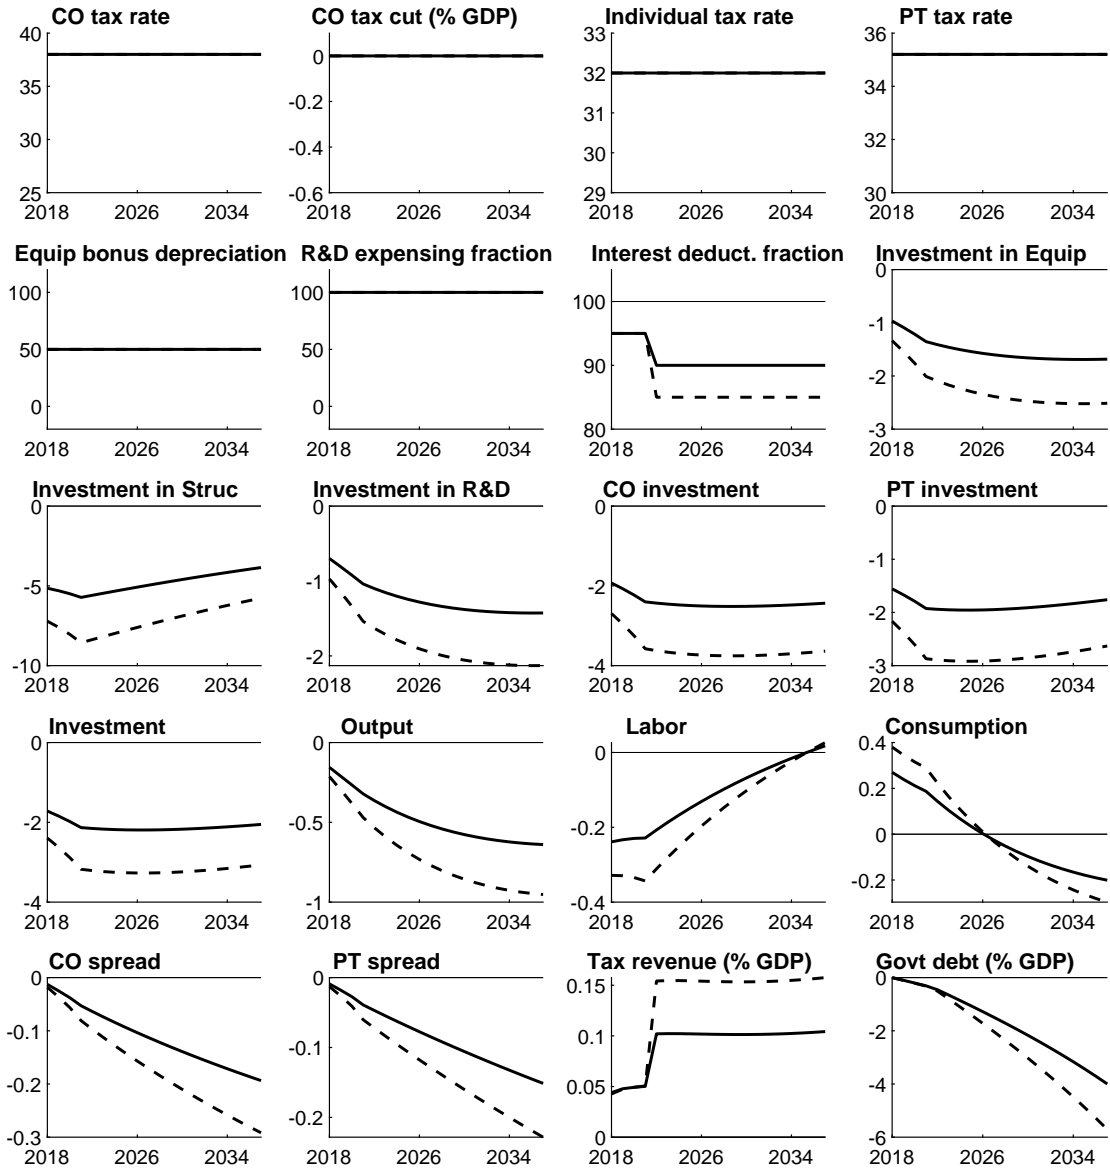 CO tax rate CO tax cut (% GDP) Individual tax rate PT tax rate
40 0 33 36
35 -0.2 32 34
30 -0.4 31 32
25 -0.6 30 30
29
2018 2026 2034 2018 2026 2034 2018 2026 2034 2018 2026 2034
Equip bonus depreciation R&D expensing fraction Interest deduct. fraction Investment in Equip
100 100 100 0
50 50 90 -1
0 0 80 -2
-3
2018 2026 2034 2018 2026 2034 2018 2026 2034 2018 2026 2034
Investment in Struc Investment in R&D CO investment PT investment
0 0 0 0
-5 -1 -2 -1
-10 -2 -4 -2
-3
2018 2026 2034 2018 2026 2034 2018 2026 2034 2018 2026 2034
Investment Output Labor Consumption
0 0 0 0.4
-2 -0.5 -0.2 0.2
-4 -1 -0.4 0
-0.2
2018 2026 2034 2018 2026 2034 2018 2026 2034 2018 2026 2034
CO spread PT spread Tax revenue (% GDP) Govt debt (% GDP)
0 0 0.15 0
-0.1 -0.1 0.1 -2
-0.2 -0.2 0.05 -4
-0.3 0 -6
2018 2026 2034 2018 2026 2034 2018 2026 2034 2018 2026 2034